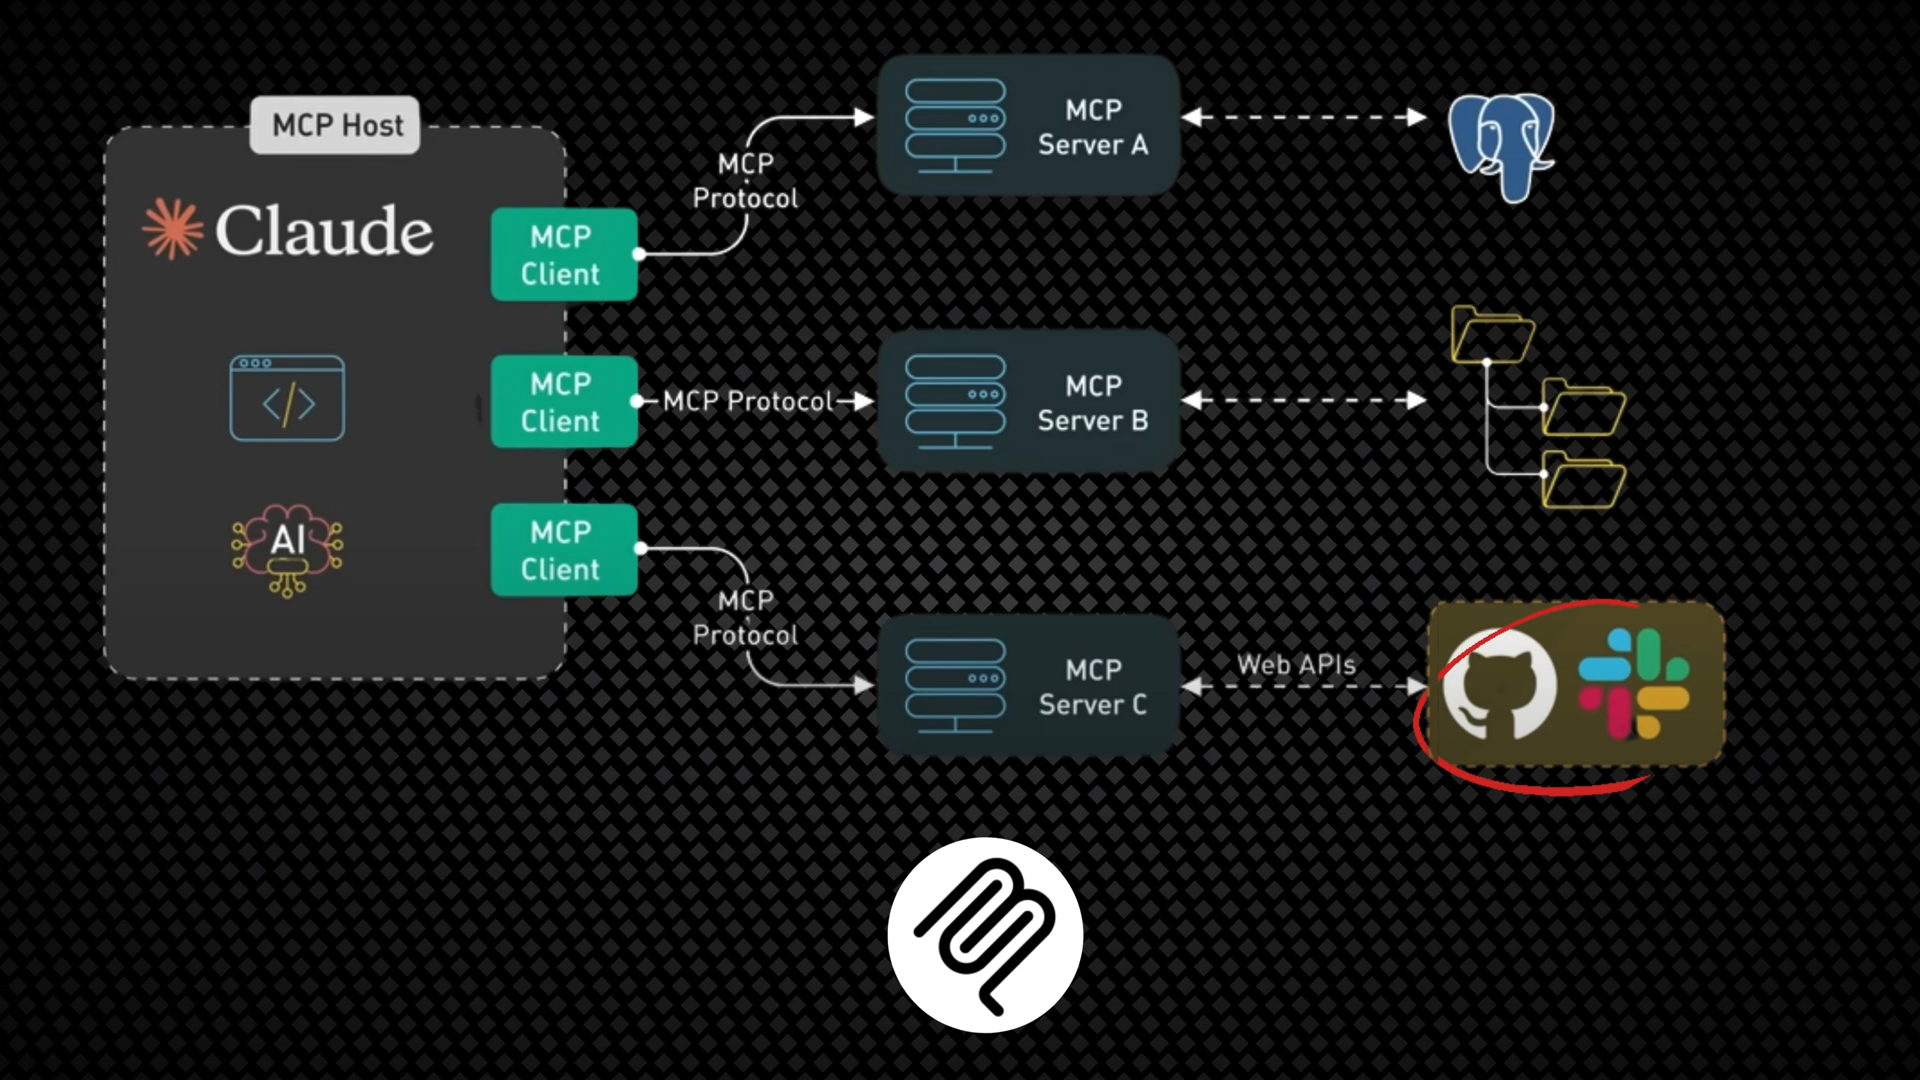 MCP Host
Claude
AI
MCP
Client
MCP
Client
MCP
Client
MCP
Protocol
MCP Protocol
MCP
Protocol
MCP
Server A
MCP
Server B
MCP
Server C
Web APIs